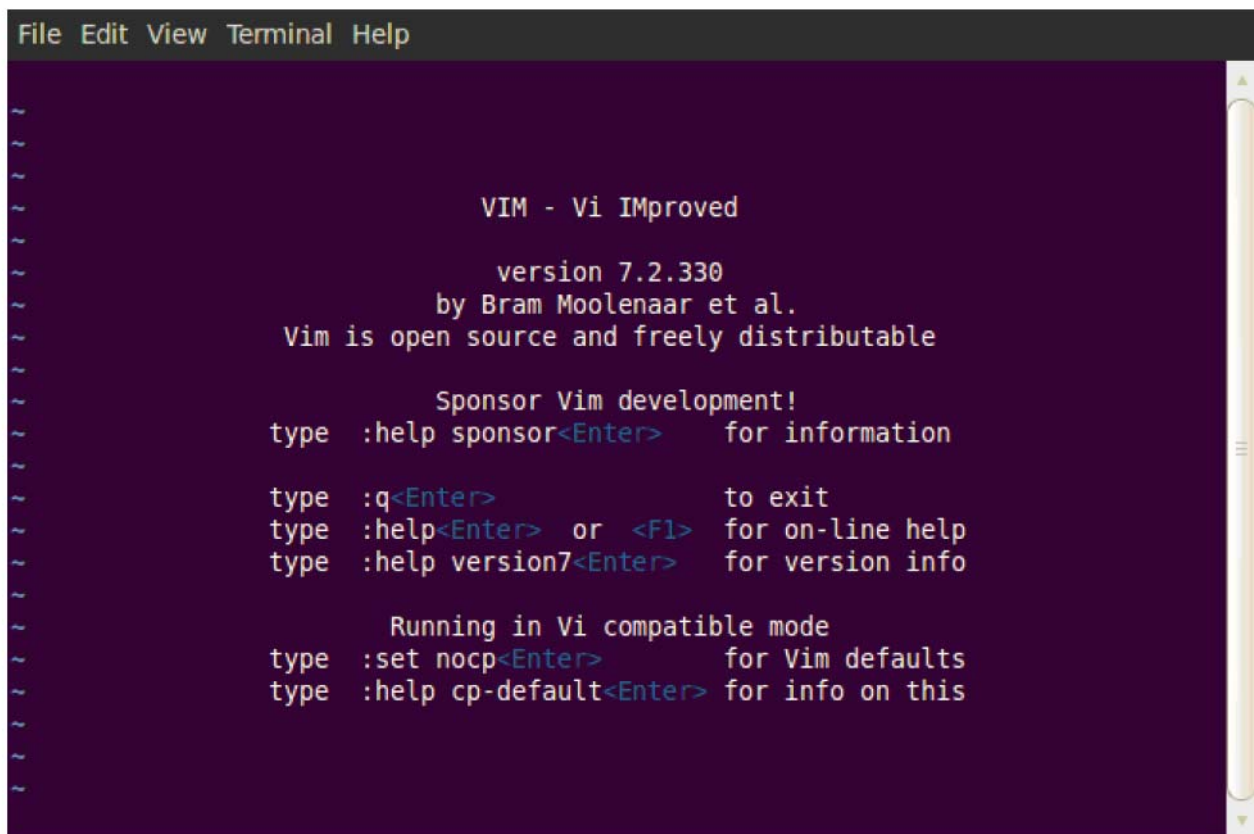 File Edit View Terminal Help
~
~
~
~ VIM - Vi IMproved
~
~ version 7.2.330
~ by Bram Moolenaar et al.
~ Vim is open source and freely distributable
~
~ Sponsor Vim development!
~ type :help sponsor<Enter> for information
~
~ type :q<Enter> to exit
~ type :help<Enter> or <F1> for on-line help
~ type :help version7<Enter> for version info
~
~ Running in Vi compatible mode
~ type :set nocp<Enter> for Vim defaults
~ type :help cp-default<Enter> for info on this
~
~
~